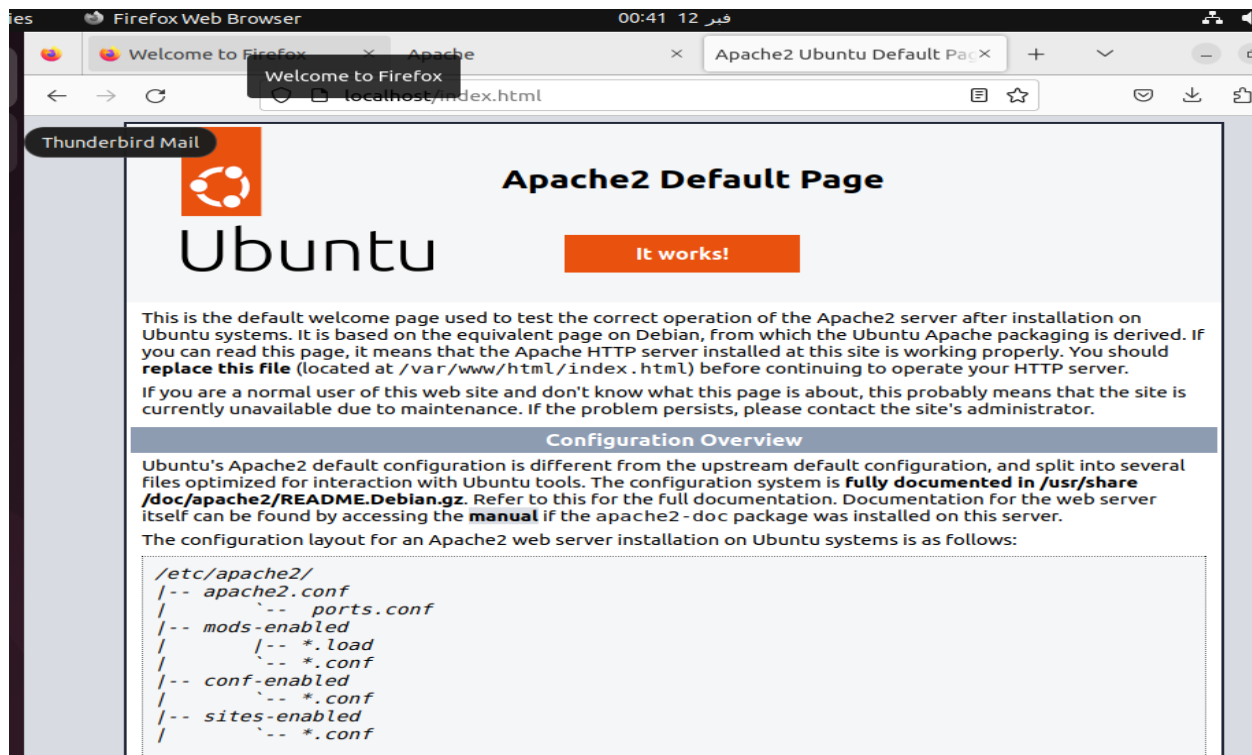 ies Firefox Web Browser 00:41 12 فبر
Welcome to Firefox × Apache × Apache2 Ubuntu Default Pag ×
Welcome to Firefox
localhost/index.html
Thunderbird Mail
Apache2 Default Page
Ubuntu
It works!
This is the default welcome page used to test the correct operation of the Apache2 server after installation on
Ubuntu systems. It is based on the equivalent page on Debian, from which the Ubuntu Apache packaging is derived. If
you can read this page, it means that the Apache HTTP server installed at this site is working properly. You should
replace this file (located at /var/www/html/index.html) before continuing to operate your HTTP server.
If you are a normal user of this web site and don't know what this page is about, this probably means that the site is
currently unavailable due to maintenance. If the problem persists, please contact the site's administrator.
Configuration Overview
Ubuntu's Apache2 default configuration is different from the upstream default configuration, and split into several
files optimized for interaction with Ubuntu tools. The configuration system is fully documented in /usr/share
/doc/apache2/README.Debian.gz. Refer to this for the full documentation. Documentation for the web server
itself can be found by accessing the manual if the apache2-doc package was installed on this server.
The configuration layout for an Apache2 web server installation on Ubuntu systems is as follows:
/etc/apache2/
|-- apache2.conf
|       `--  ports.conf
|-- mods-enabled
|       |-- *.load
|       `-- *.conf
|-- conf-enabled
|       `-- *.conf
|-- sites-enabled
|       `-- *.conf